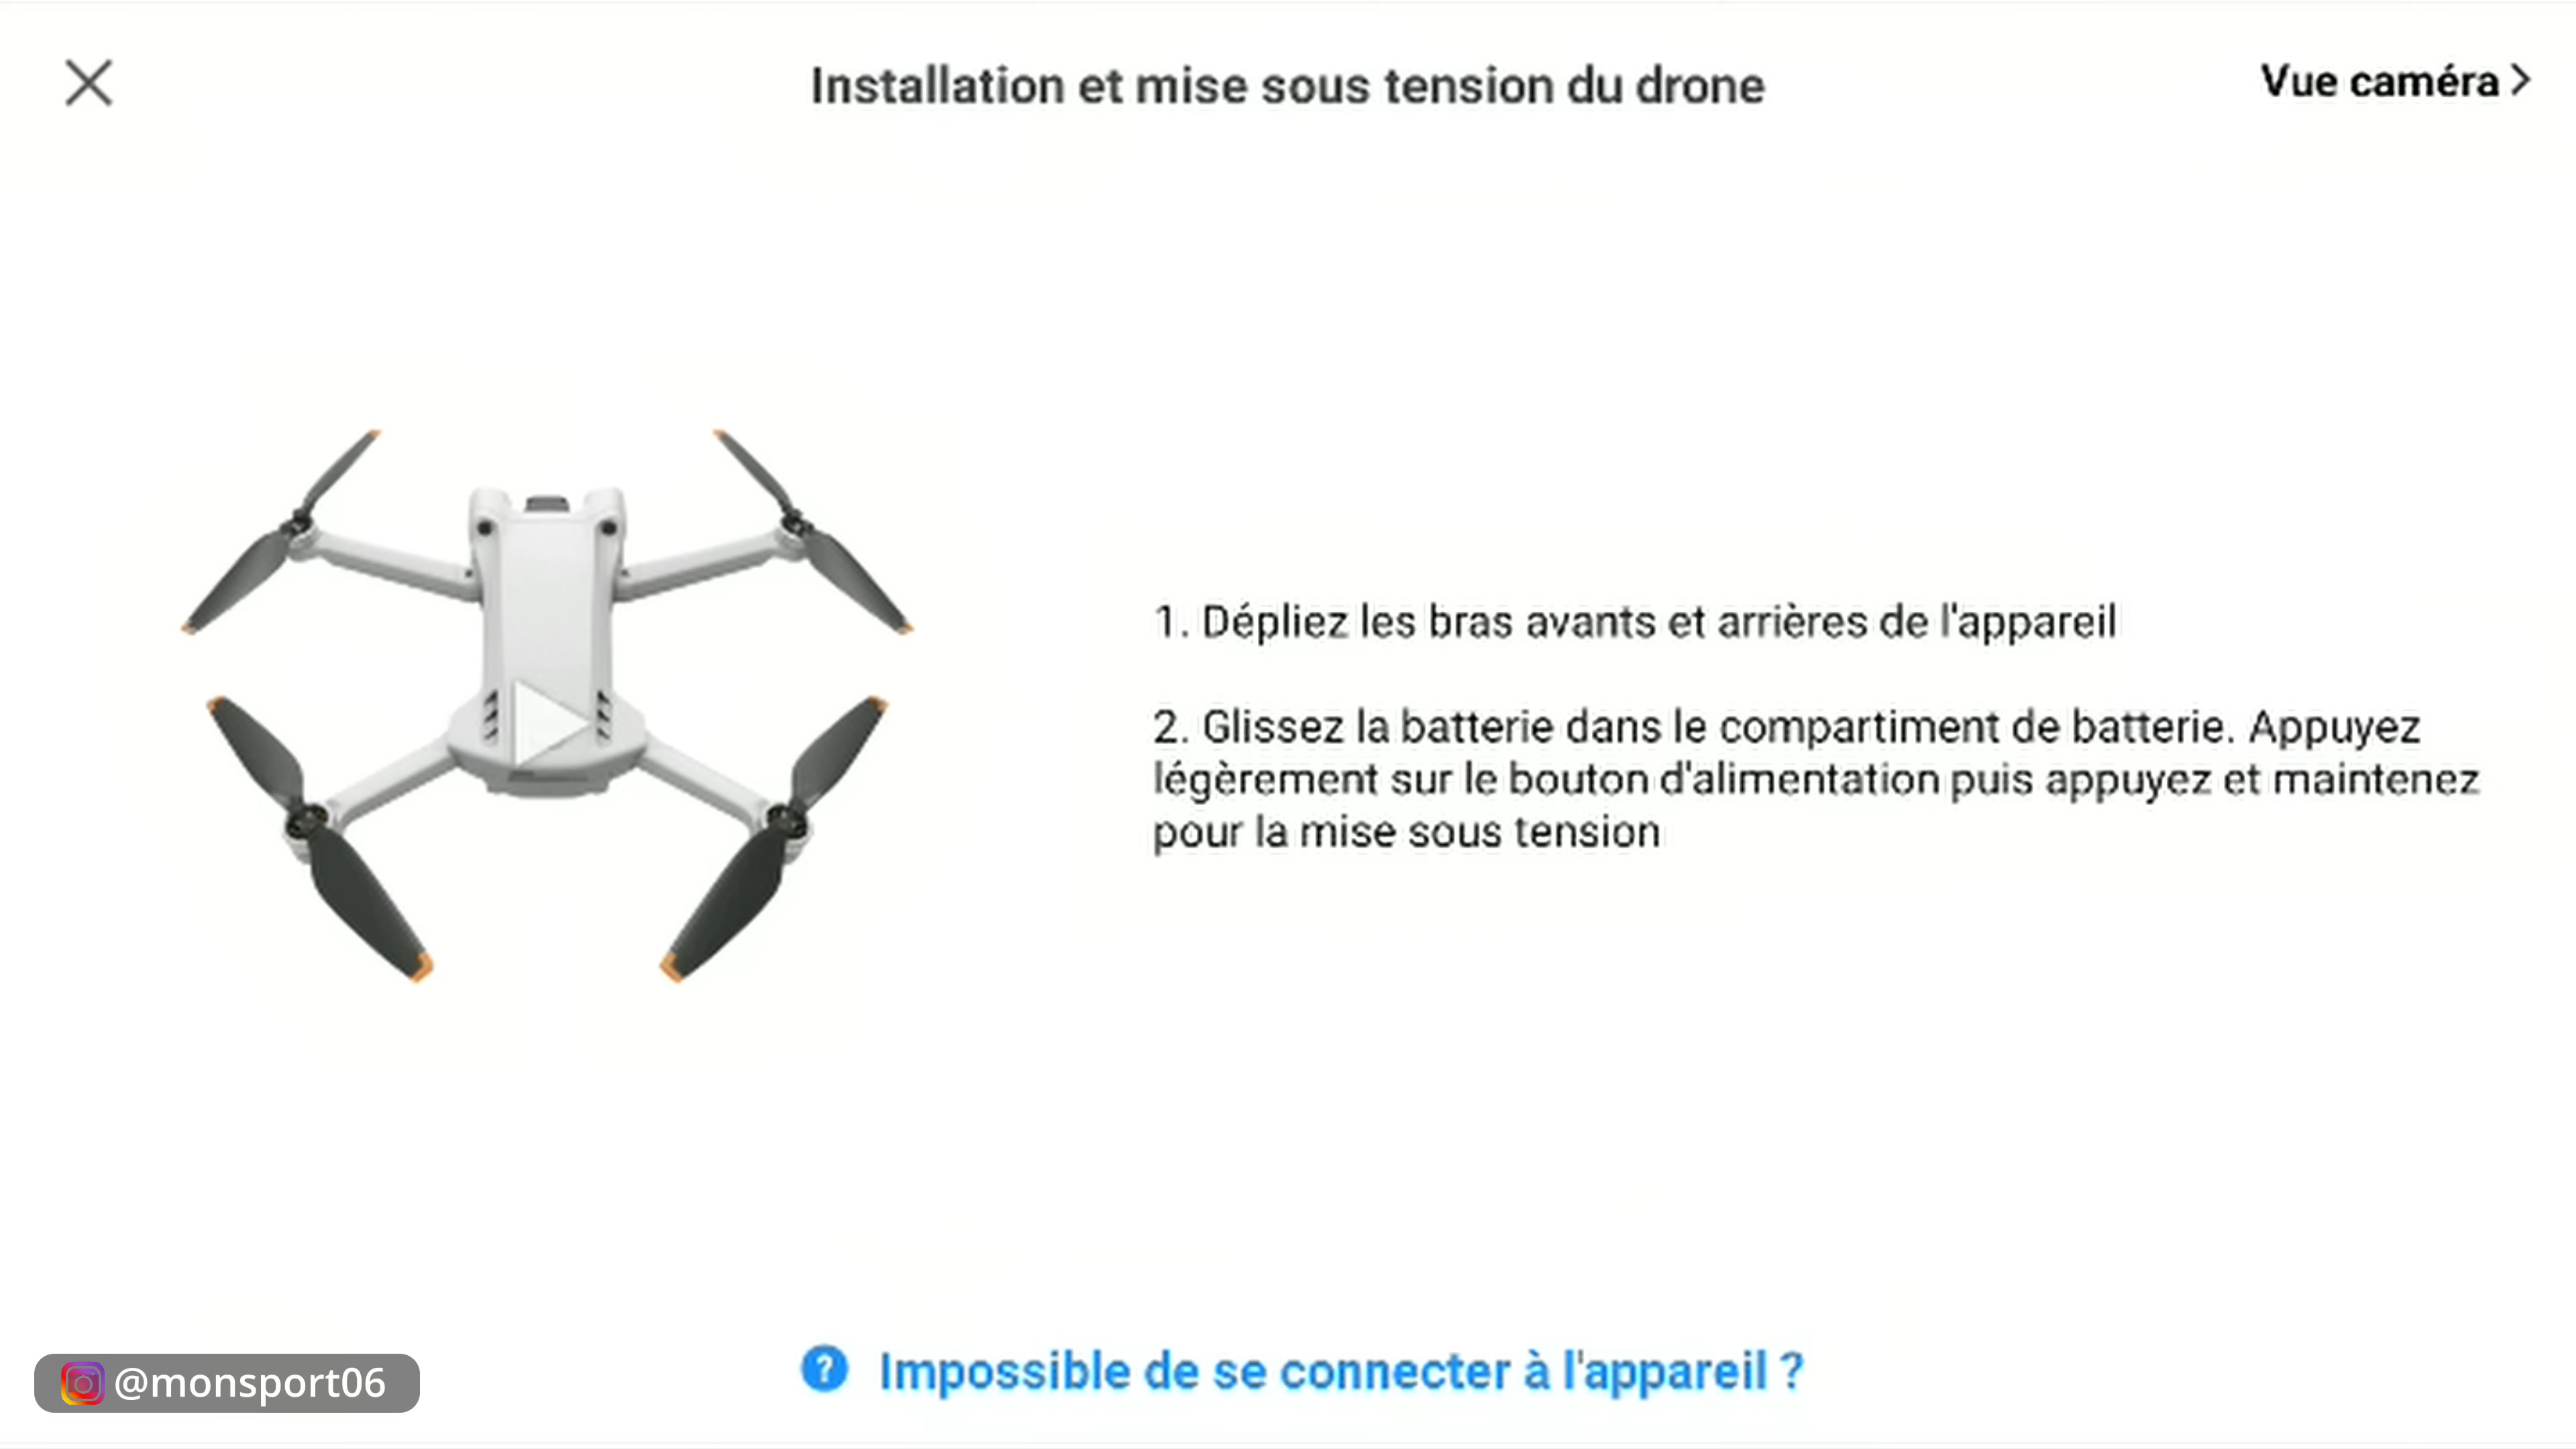 Installation et mise sous tension du drone
Vue caméra
1. Dépliez les bras avants et arrières de l'appareil
2. Glissez la batterie dans le compartiment de batterie. Appuyez
légèrement sur le bouton d'alimentation puis appuyez et maintenez
pour la mise sous tension
? Impossible de se connecter à l'appareil ?
@monsport06